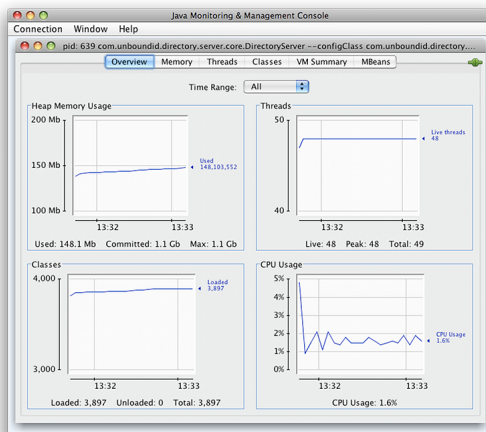 Java Monitoring & Management Console
Connection Window Help
pid: 639 com.unboundid.directory.server.core.DirectoryServer --configClass com.unboundid.directory....
Overview Memory Threads Classes VM Summary MBeans
Time Range: All
Heap Memory Usage
200 Mb
150 Mb
100 Mb
Used
148,103,552
13:32 13:33
Used: 148.1 Mb Committed: 1.1 Gb Max: 1.1 Gb
Threads
50
40
Live threads
48
13:32 13:33
Live: 48 Peak: 48 Total: 49
Classes
4,000
3,000
Loaded
3,897
13:32 13:33
Loaded: 3,897 Unloaded: 0 Total: 3,897
CPU Usage
5%
4%
3%
2%
1%
0%
CPU Usage
1.6%
13:32 13:33
CPU Usage: 1.6%